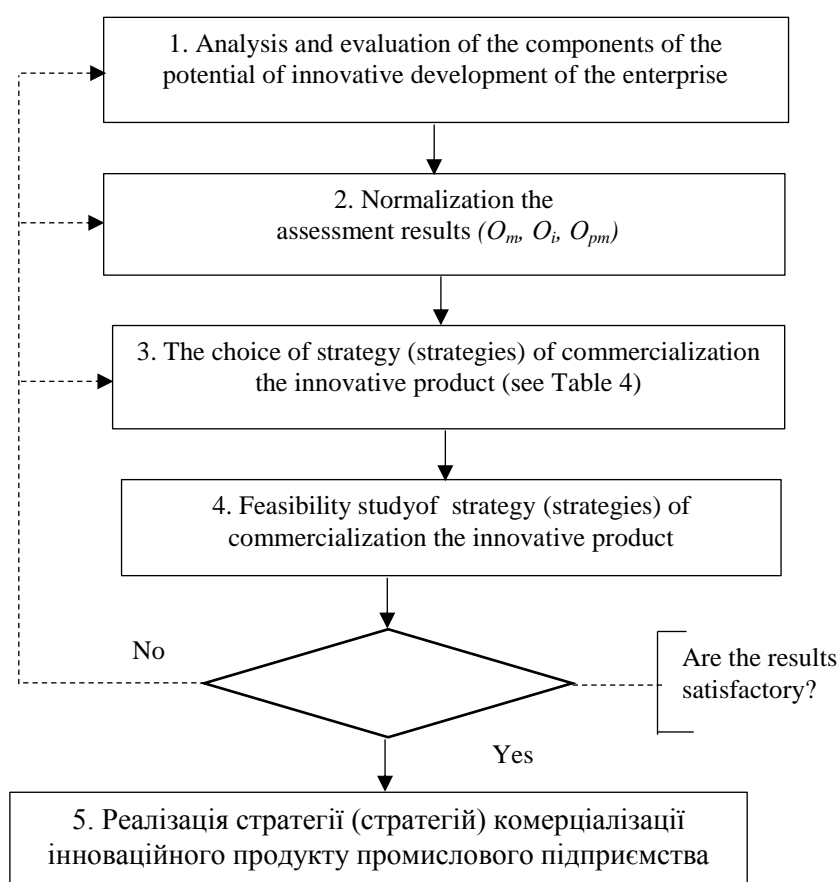 1. Analysis and evaluation of the components of the
potential of innovative development of the enterprise
2. Normalization the
assessment results (Om, Oi, Opm)
3. The choice of strategy (strategies) of commercialization
the innovative product (see Table 4)
4. Feasibility studyof strategy (strategies) of
commercialization the innovative product
No
Are the results
satisfactory?
Yes
5. Реалізація стратегії (стратегій) комерціалізації
інноваційного продукту промислового підприємства